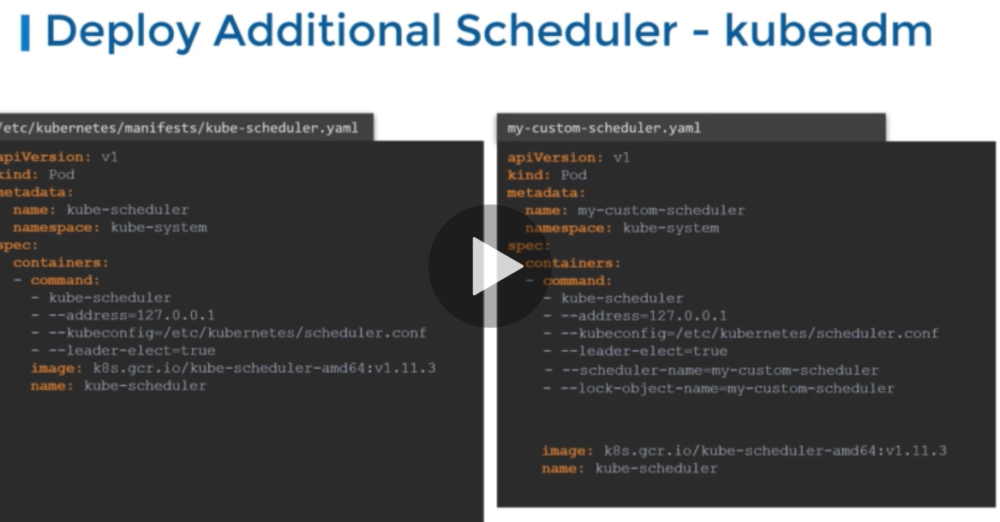 Deploy Additional Scheduler - kubeadm
/etc/kubernetes/manifests/kube-scheduler.yaml
apiVersion: v1
kind: Pod
metadata:
  name: kube-scheduler
  namespace: kube-system
spec:
  containers:
  - command:
    - kube-scheduler
    - --address=127.0.0.1
    - --kubeconfig=/etc/kubernetes/scheduler.conf
    - --leader-elect=true
    image: k8s.gcr.io/kube-scheduler-amd64:v1.11.3
    name: kube-scheduler
my-custom-scheduler.yaml
apiVersion: v1
kind: Pod
metadata:
  name: my-custom-scheduler
  namespace: kube-system
spec:
  containers:
  - command:
    - kube-scheduler
    - --address=127.0.0.1
    - --kubeconfig=/etc/kubernetes/scheduler.conf
    - --leader-elect=true
    - --scheduler-name=my-custom-scheduler
    - --lock-object-name=my-custom-scheduler
    image: k8s.gcr.io/kube-scheduler-amd64:v1.11.3
    name: kube-scheduler